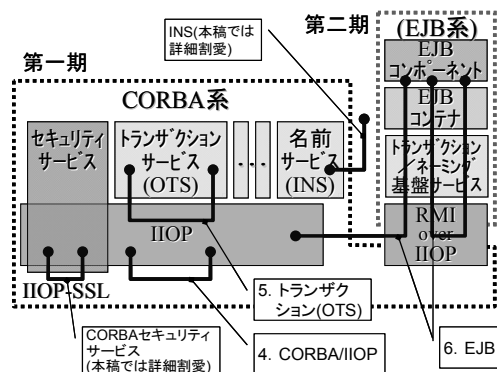 INS(本稿では
詳細割愛)
第二期
(EJB系)
EJB
コンポーネント
EJB
コンテナ
トランザクション
／ネーミング
基盤サービス
RMI
over
IIOP
第一期
CORBA系
セキュリティ
サービス
トランザクション
サービス
(OTS)
・・・
名前
サービス
(INS)
IIOP
IIOP-SSL
5. トランザク
ション(OTS)
CORBAセキュリティ
サービス
(本稿では詳細割愛)
4. CORBA/IIOP
6. EJB